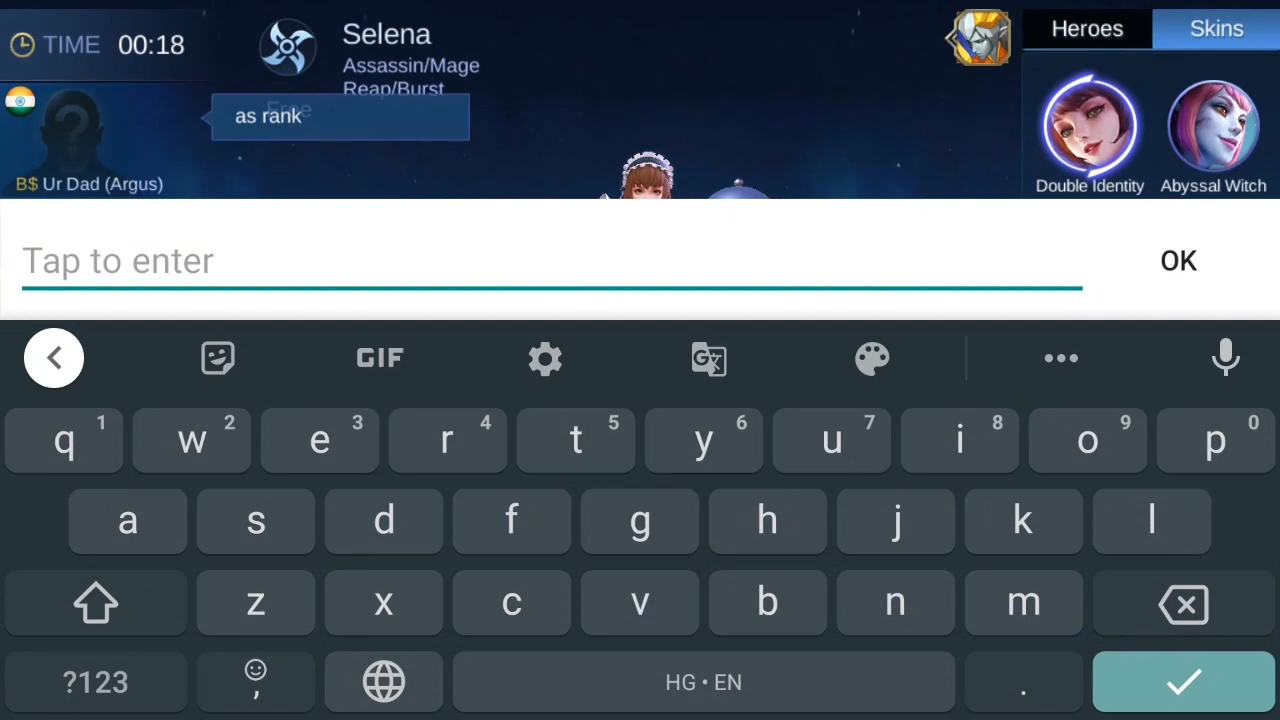 TIME 00:18
Selena
Assassin/Mage
Reap/Burst
Free
as rank
B$ Ur Dad (Argus)
Heroes Skins
Double Identity Abyssal Witch
Tap to enter OK
GIF
q 1 w 2 e 3 r 4 t 5 y 6 u 7 i 8 o 9 p 0
a s d f g h j k l
z x c v b n m
?123 , HG • EN .